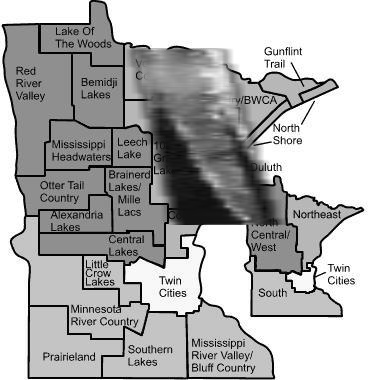 Lake Of
The Woods
Gunflint
Trail
Red
River
Valley
Bemidji
Lakes
/BWCA
North
Shore
Mississippi
Headwaters
Leech
Lake
Duluth
Otter Tail
Country
Brainerd
Lakes/
Mille
Lacs
Alexandria
Lakes
Northeast
North
Central/
West
Central
Lakes
Little
Crow
Lakes
Twin
Cities
Twin
Cities
South
Minnesota
River Country
Prairieland
Southern
Lakes
Mississippi
River Valley/
Bluff Country